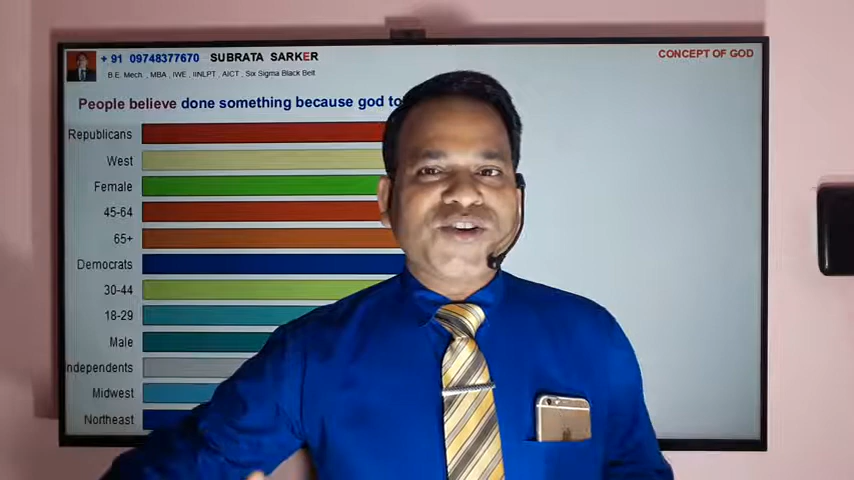 + 91 09748377670 SUBRATA SARKER
B.E. Mech., MBA, IWE, IINLPT, AICT, Six Sigma Black Belt
CONCEPT OF GOD
People believe done something because god to
Republicans
West
Female
45-64
65+
Democrats
30-44
18-29
Male
ndependents
Midwest
Northeast